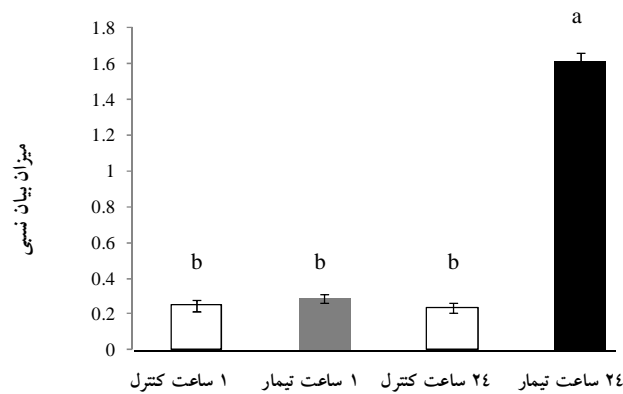 a
1.8
1.6
1.4
1.2
1
0.8
0.6
0.4
0.2
0
میزان بیان نسبی
b
b
b
۱ ساعت کنترل
۱ ساعت تیمار
۲٤ ساعت کنترل
۲٤ ساعت تیمار